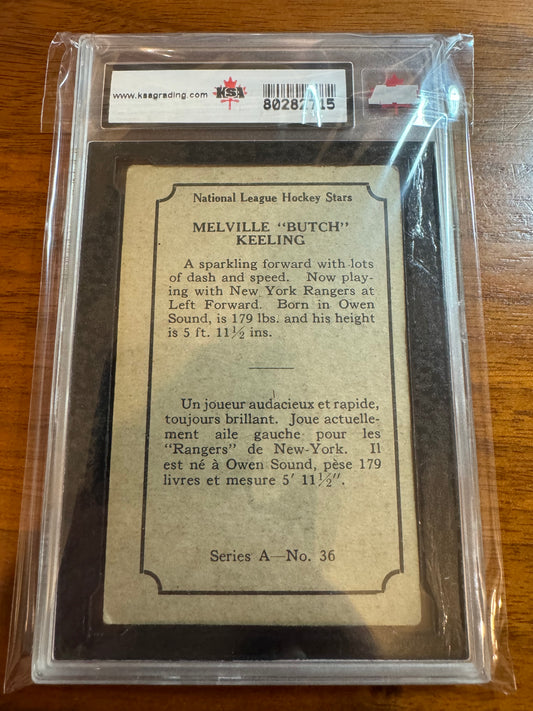 www.ksagrading.com
KSA
80282715
National League Hockey Stars
MELVILLE "BUTCH"
KEELING
A sparkling forward with lots
of dash and speed. Now play-
ing with New York Rangers at
Left Forward. Born in Owen
Sound, is 179 lbs. and his height
is 5 ft. 11½ ins.
Un joueur audacieux et rapide,
toujours brillant. Joue actuelle-
ment aile gauche pour les
"Rangers" de New-York. Il
est né à Owen Sound, pèse 179
livres et mesure 5' 11½".
Series A—No. 36